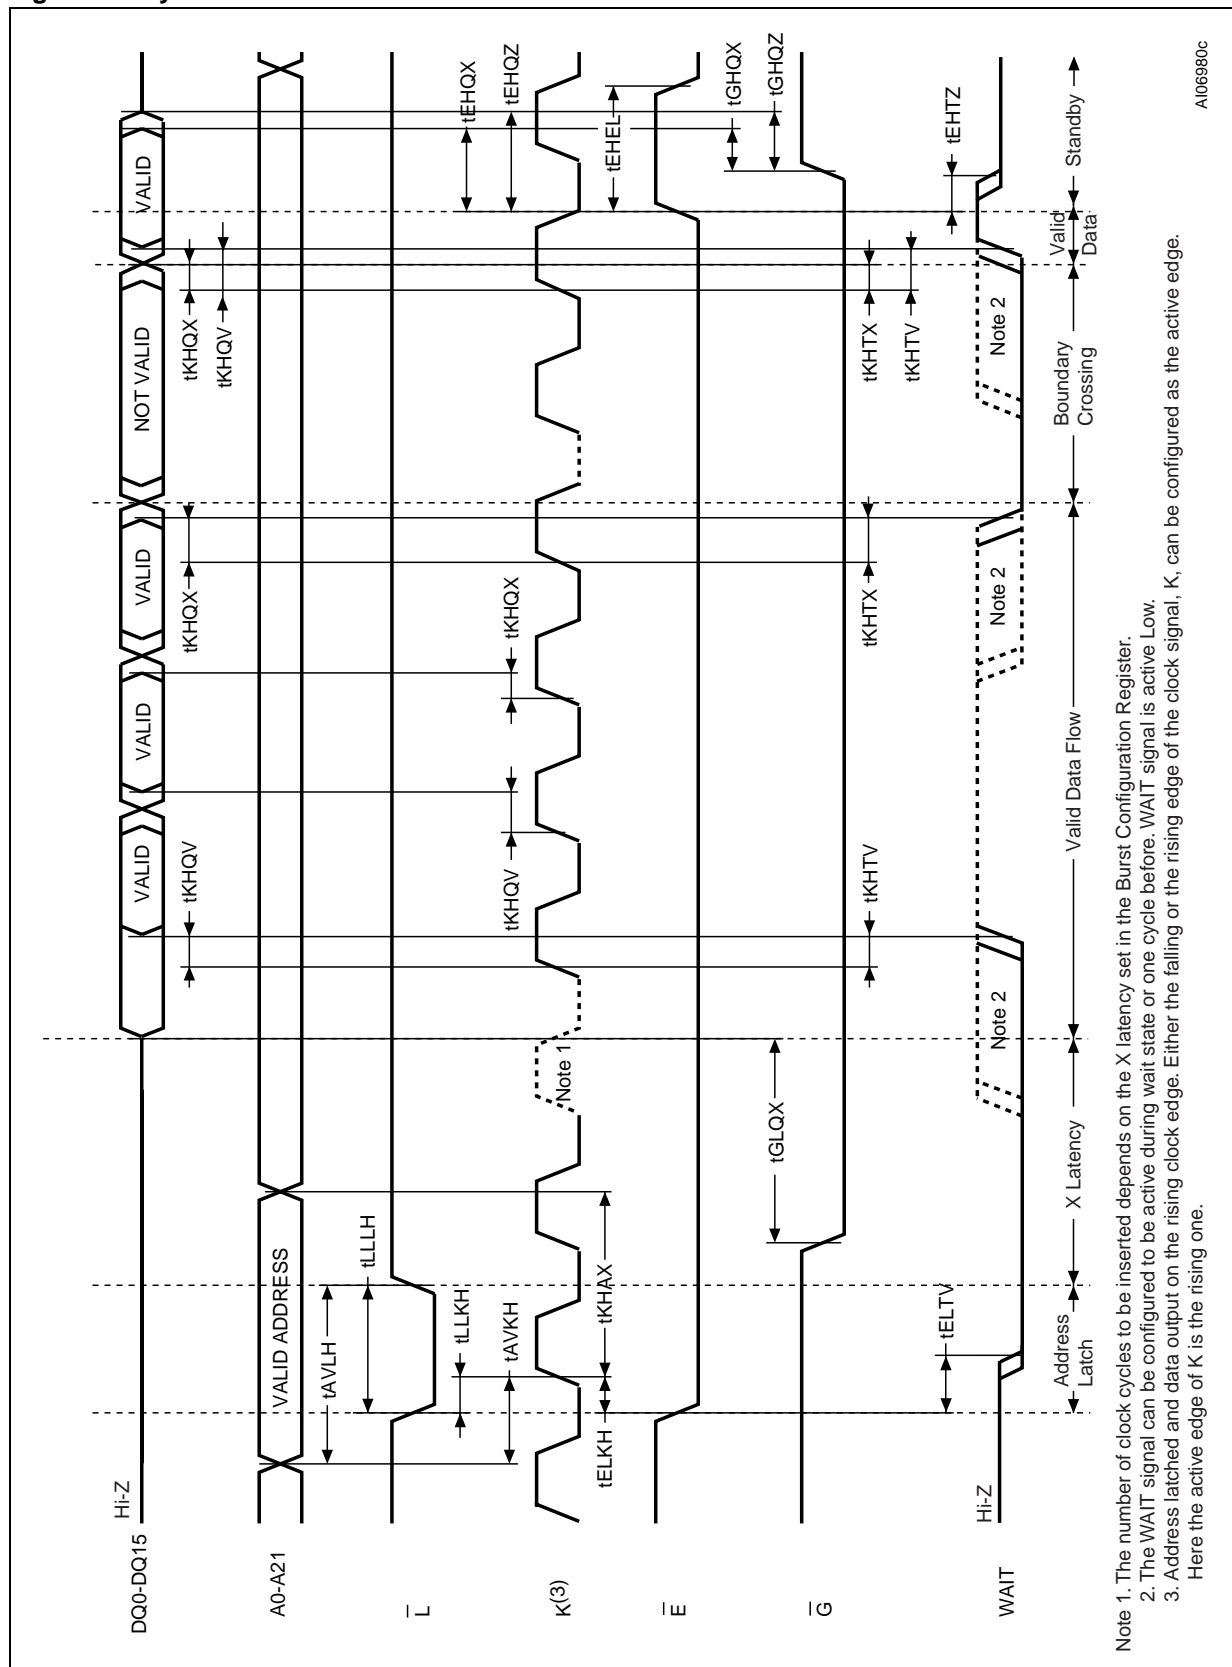 DQ0-DQ15
Hi-Z
VALID
VALID
VALID
NOT VALID
VALID
tKHQV
tKHQX
tKHQX
tKHQV
A0-A21
VALID ADDRESS
tAVLH
tLLLH
L
tLLKH
tAVKH
tKHQV
tKHQX
tEHQX
tEHQZ
K(3)
Note 1
tELKH
tKHAX
tEHEL
E
tGHQX
tGHQZ
G
tGLQX
tKHTV
tKHTX
tKHTX
tKHTV
tELTV
tEHTZ
WAIT
Hi-Z
Note 2
Note 2
Note 2
Address
Latch
X Latency
Valid Data Flow
Boundary
Crossing
Valid
Data
Standby
Note 1. The number of clock cycles to be inserted depends on the X latency set in the Burst Configuration Register.
2. The WAIT signal can be configured to be active during wait state or one cycle before. WAIT signal is active Low.
3. Address latched and data output on the rising clock edge. Either the falling or the rising edge of the clock signal, K, can be configured as the active edge.
Here the active edge of K is the rising one.
AI06980c